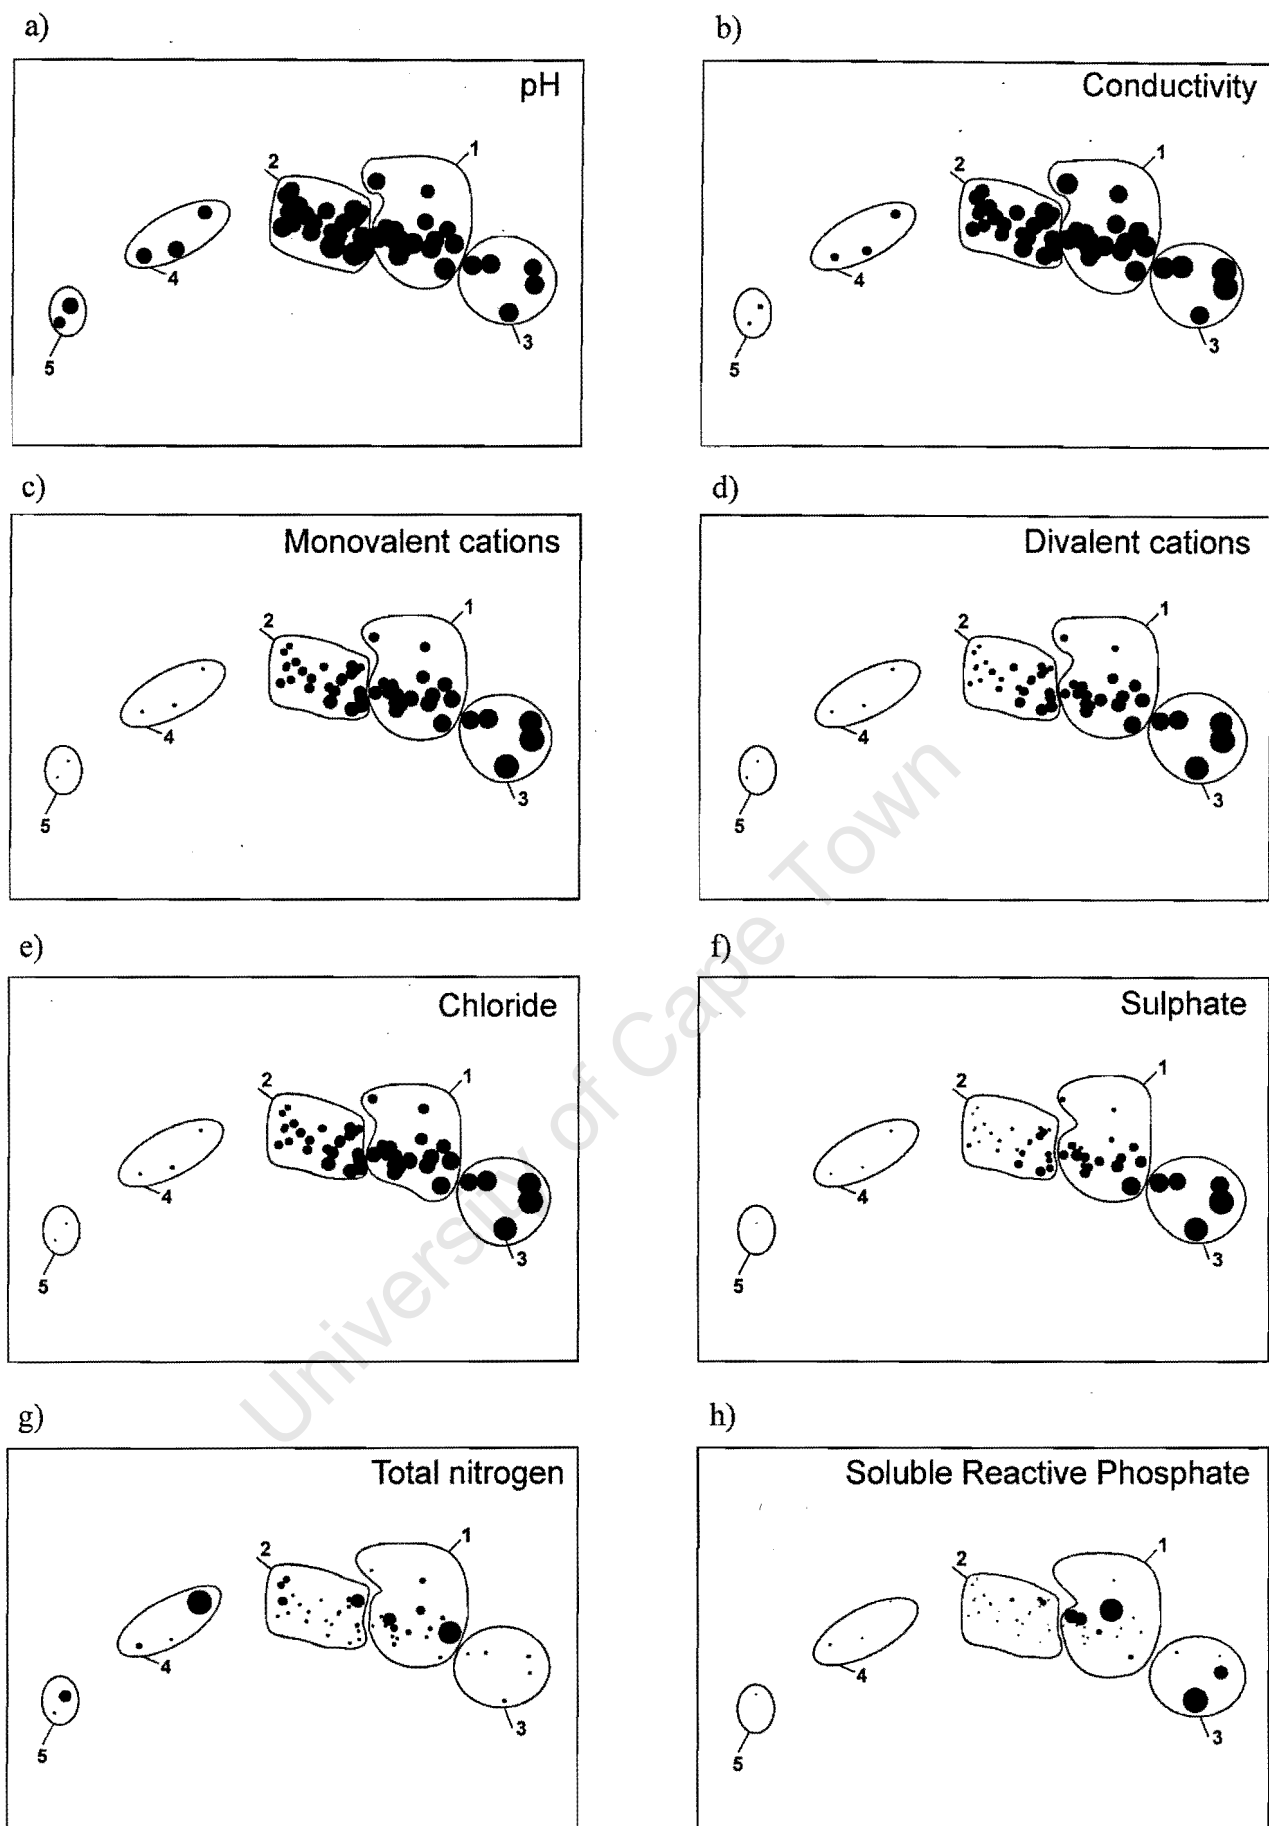 a)
pH
1
2
4
5
3
b)
Conductivity
1
2
4
5
3
c)
Monovalent cations
1
2
4
3
5
d)
Divalent cations
1
2
4
3
5
e)
Chloride
1
2
4
3
5
f)
Sulphate
1
2
4
3
5
g)
Total nitrogen
1
2
4
3
5
h)
Soluble Reactive Phosphate
1
2
4
3
5
University of Cape Town